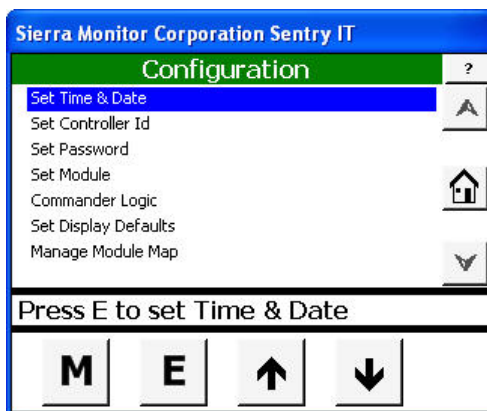 Sierra Monitor Corporation Sentry IT
Configuration
?
Set Time & Date
Set Controller Id
Set Password
Set Module
Commander Logic
Set Display Defaults
Manage Module Map
Press E to set Time & Date
M E